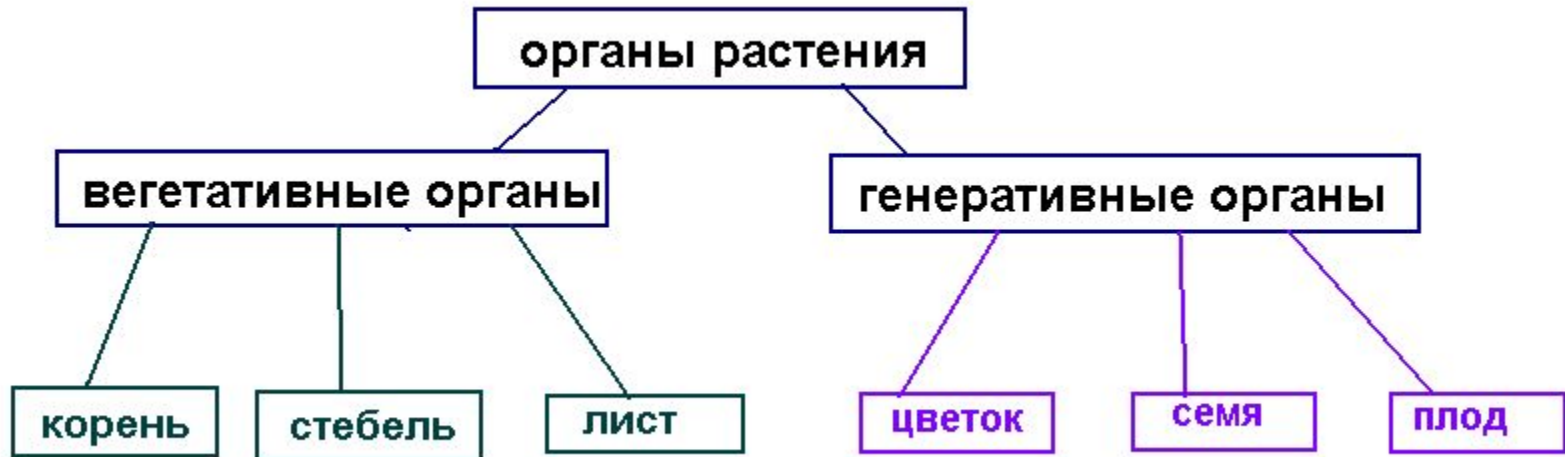 органы растения
вегетативные органы
генеративные органы
корень
стебель
лист
цветок
семя
плод